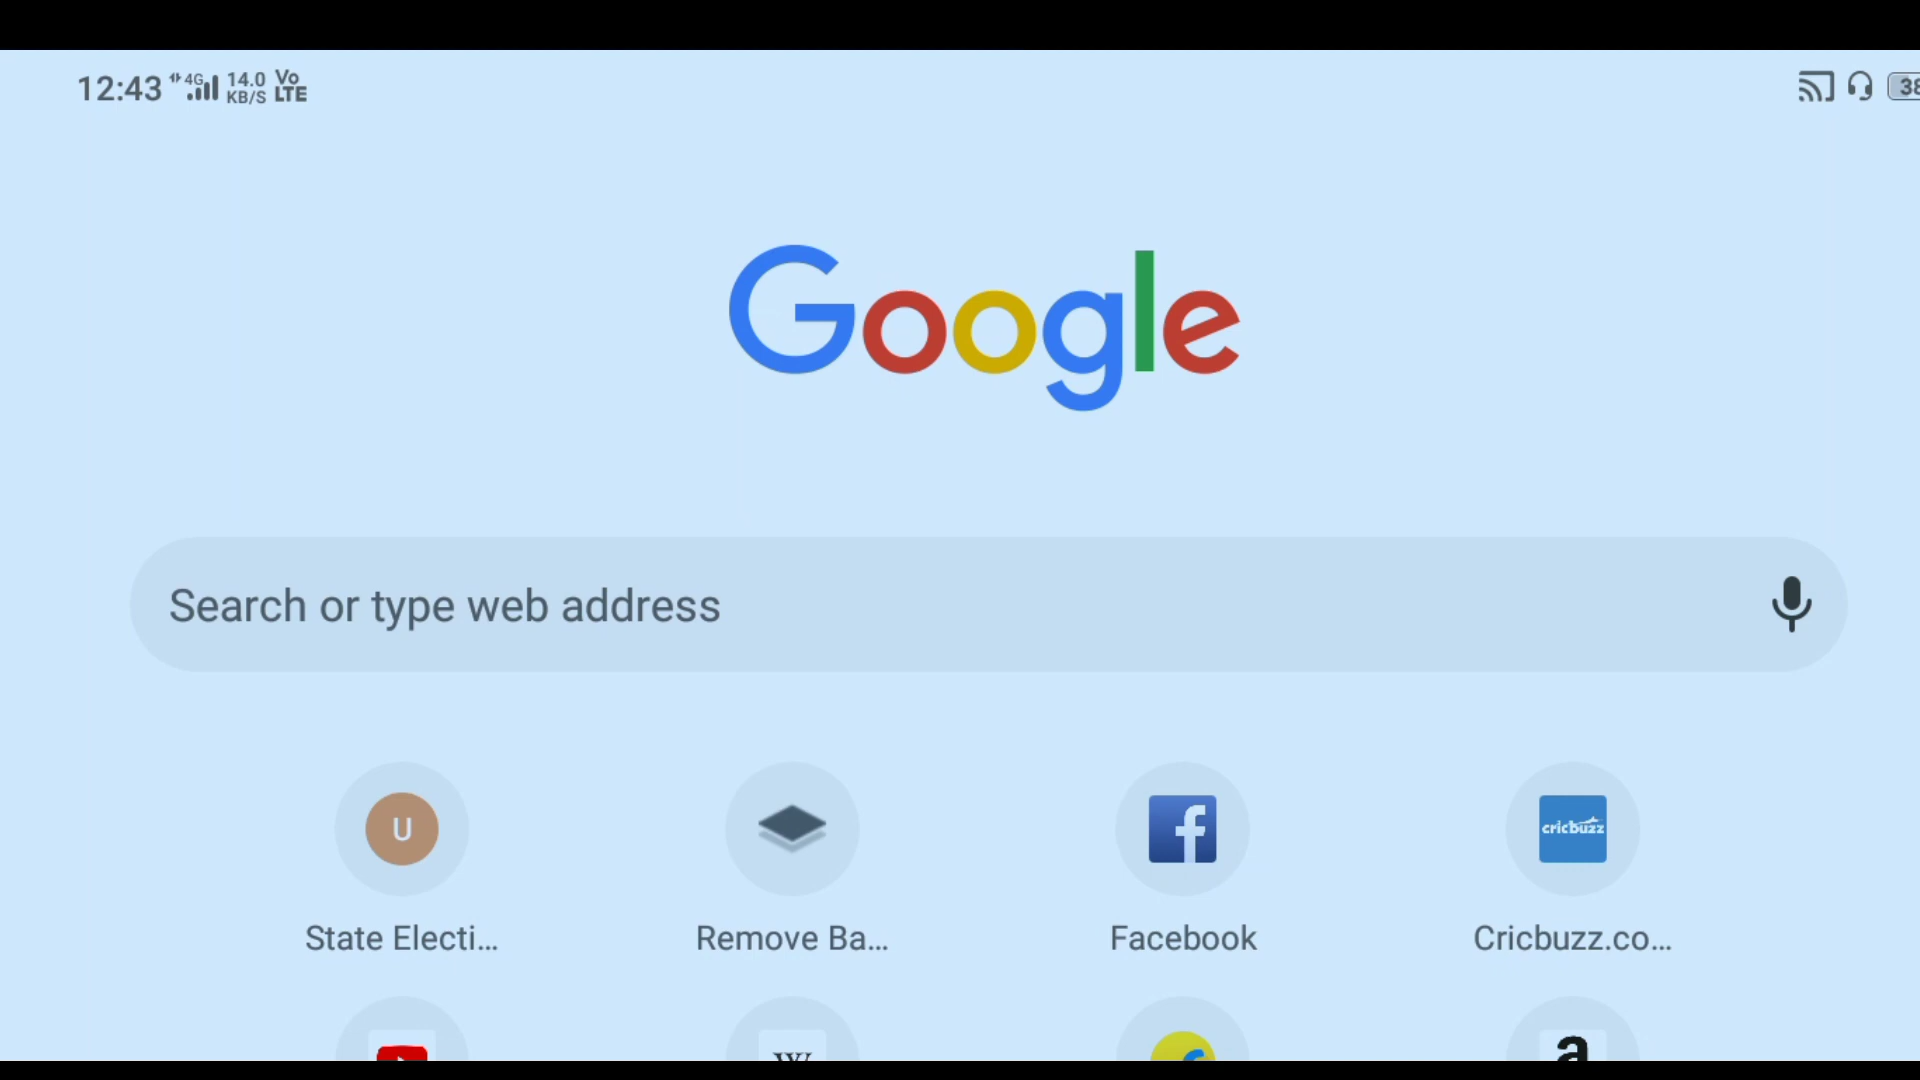 12:43 4G 14.0 KB/S Vo LTE 38
Google
Search or type web address
U
cricbuzz
State Electi...
Remove Ba...
Facebook
Cricbuzz.co...
W
a